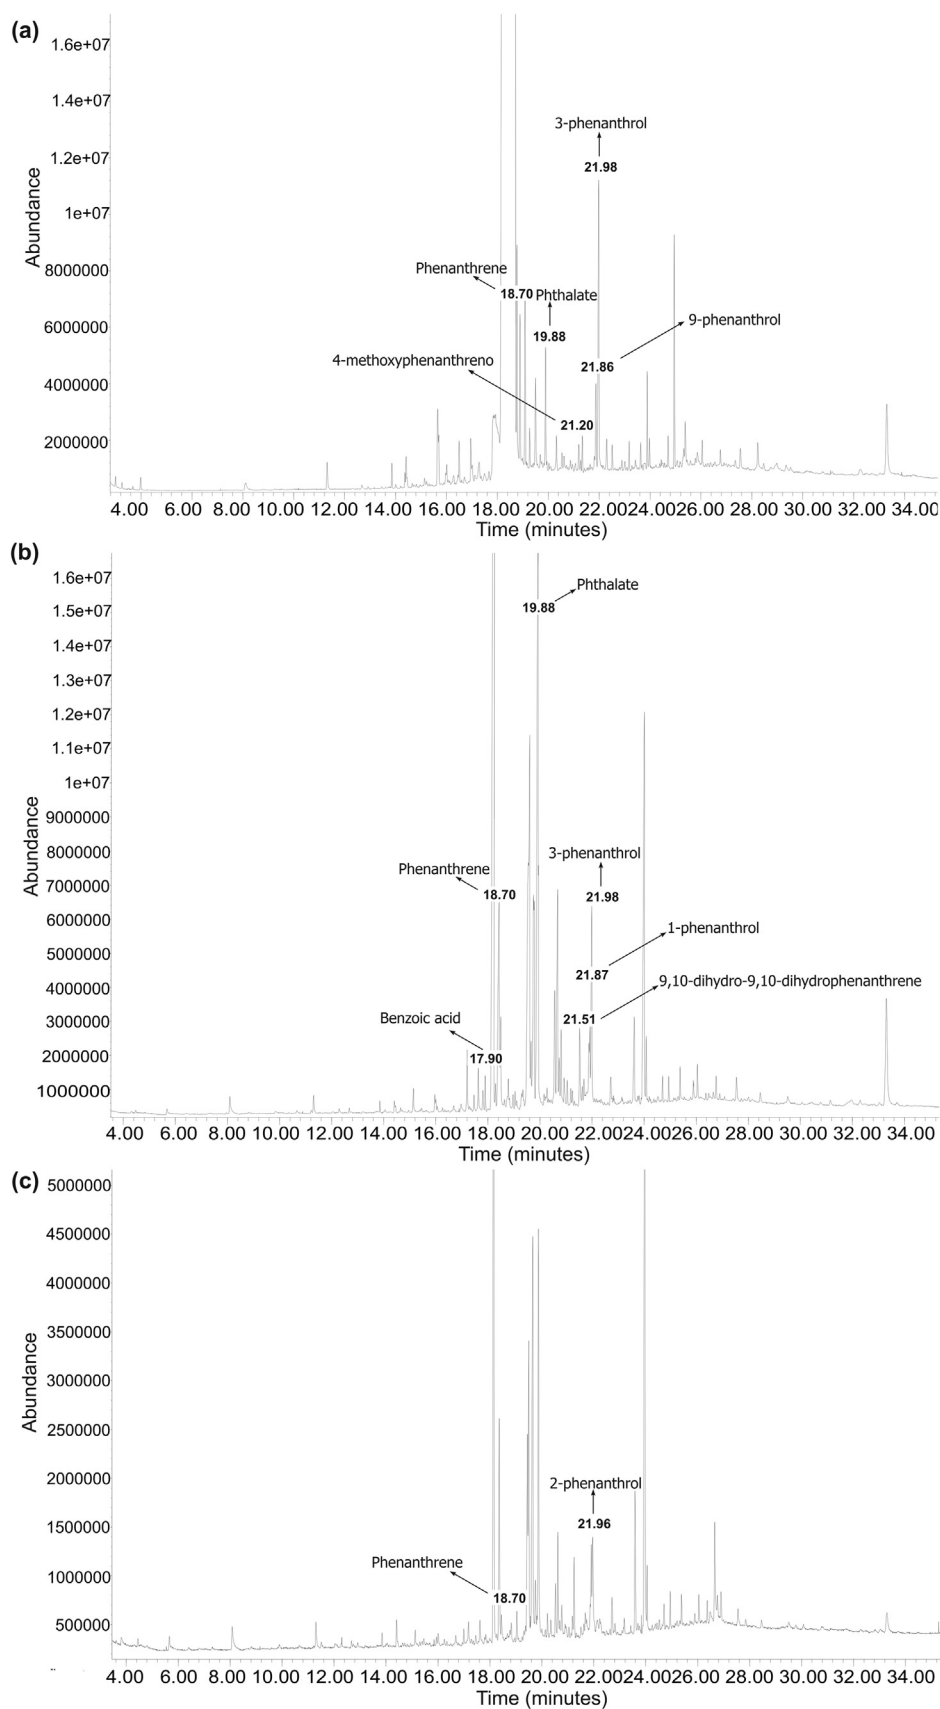 (a)
1.6e+07
1.4e+07
1.2e+07
1e+07
8000000
6000000
4000000
2000000
Abundance
3-phenanthrol
21.98
Phenanthrene
18.70
Phthalate
19.88
9-phenanthrol
21.86
4-methoxyphenanthreno
21.20
4.00 6.00 8.00 10.00 12.00 14.00 16.00 18.00 20.00 22.00 24.00 26.00 28.00 30.00 32.00 34.00
Time (minutes)
(b)
1.6e+07
1.5e+07
1.4e+07
1.3e+07
1.2e+07
1.1e+07
1e+07
9000000
8000000
7000000
6000000
5000000
4000000
3000000
2000000
1000000
Abundance
Phthalate
19.88
3-phenanthrol
21.98
Phenanthrene
18.70
1-phenanthrol
21.87
9,10-dihydro-9,10-dihydrophenanthrene
21.51
Benzoic acid
17.90
4.00 6.00 8.00 10.00 12.00 14.00 16.00 18.00 20.00 22.00 24.00 26.00 28.00 30.00 32.00 34.00
Time (minutes)
(c)
5000000
4500000
4000000
3500000
3000000
2500000
2000000
1500000
1000000
500000
Abundance
2-phenanthrol
21.96
Phenanthrene
18.70
4.00 6.00 8.00 10.00 12.00 14.00 16.00 18.00 20.00 22.00 24.00 26.00 28.00 30.00 32.00 34.00
Time (minutes)